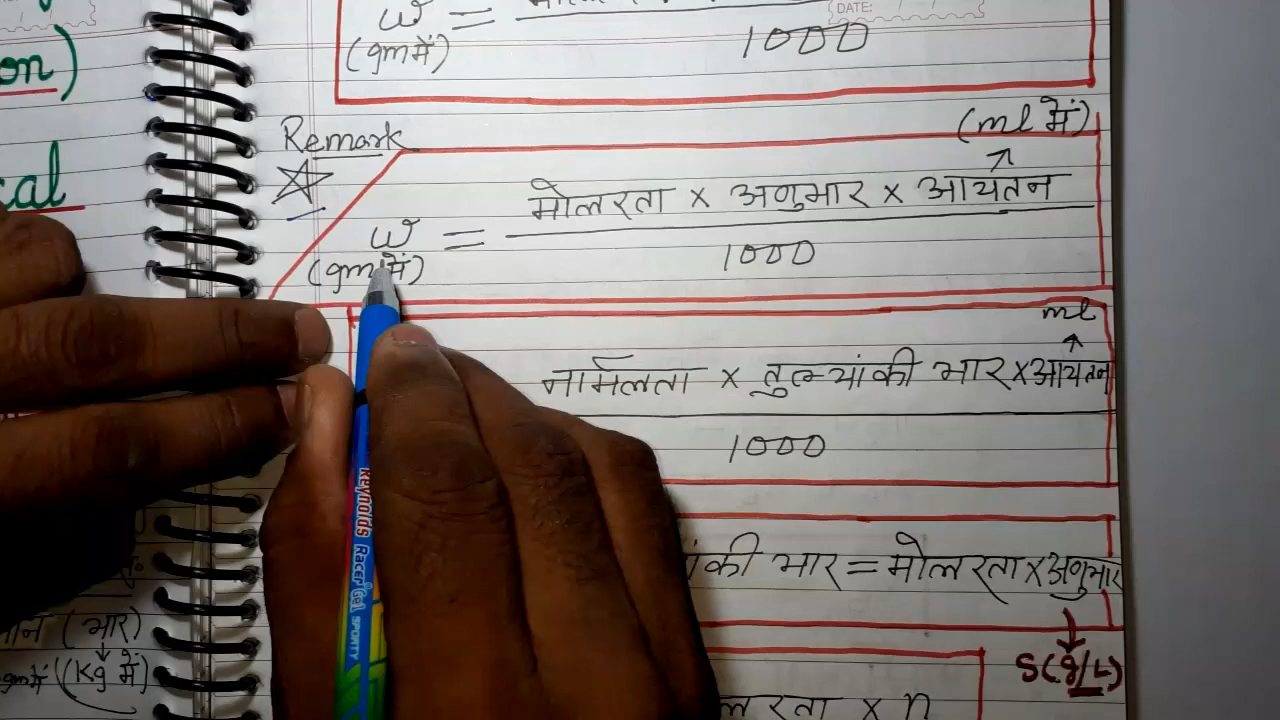 DATE:
w =
(gm में)
1000
on)
Remark
(ml में)
cal
w = मोलरता x अणुभार x आयतन
(gm में)
1000
ml
नार्मलता x तुल्यांकी भार x आयतन
1000
की भार = मोलरता x अणुभार
S(g/L)
(भार)
(Kg में)
लरता x n
Reynolds Racer Gel SPORTY